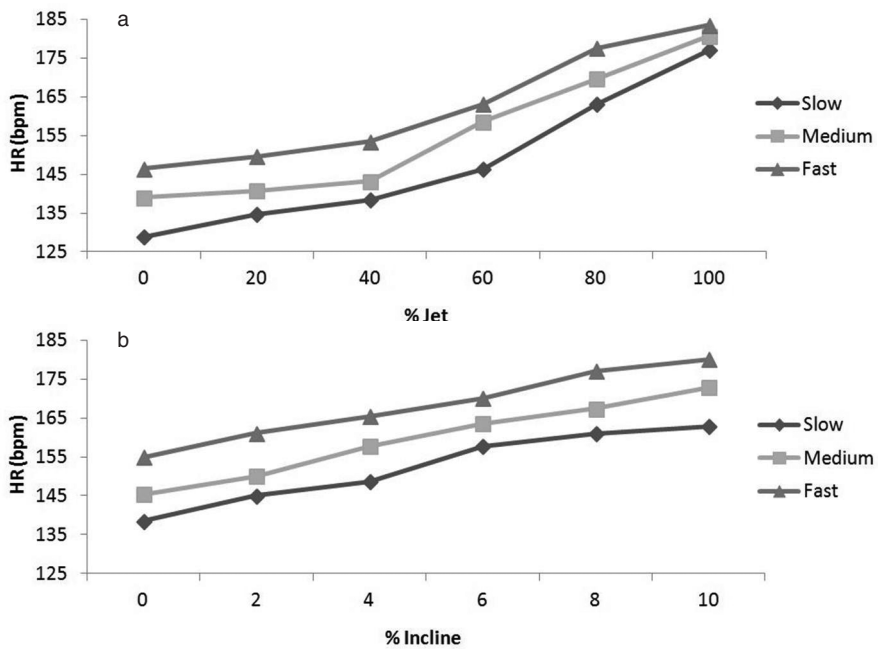 a
185
175
165
155
145
135
125
HR (bpm)
0 20 40 60 80 100
% Jet
Slow
Medium
Fast
b
185
175
165
155
145
135
125
HR (bpm)
0 2 4 6 8 10
% Incline
Slow
Medium
Fast